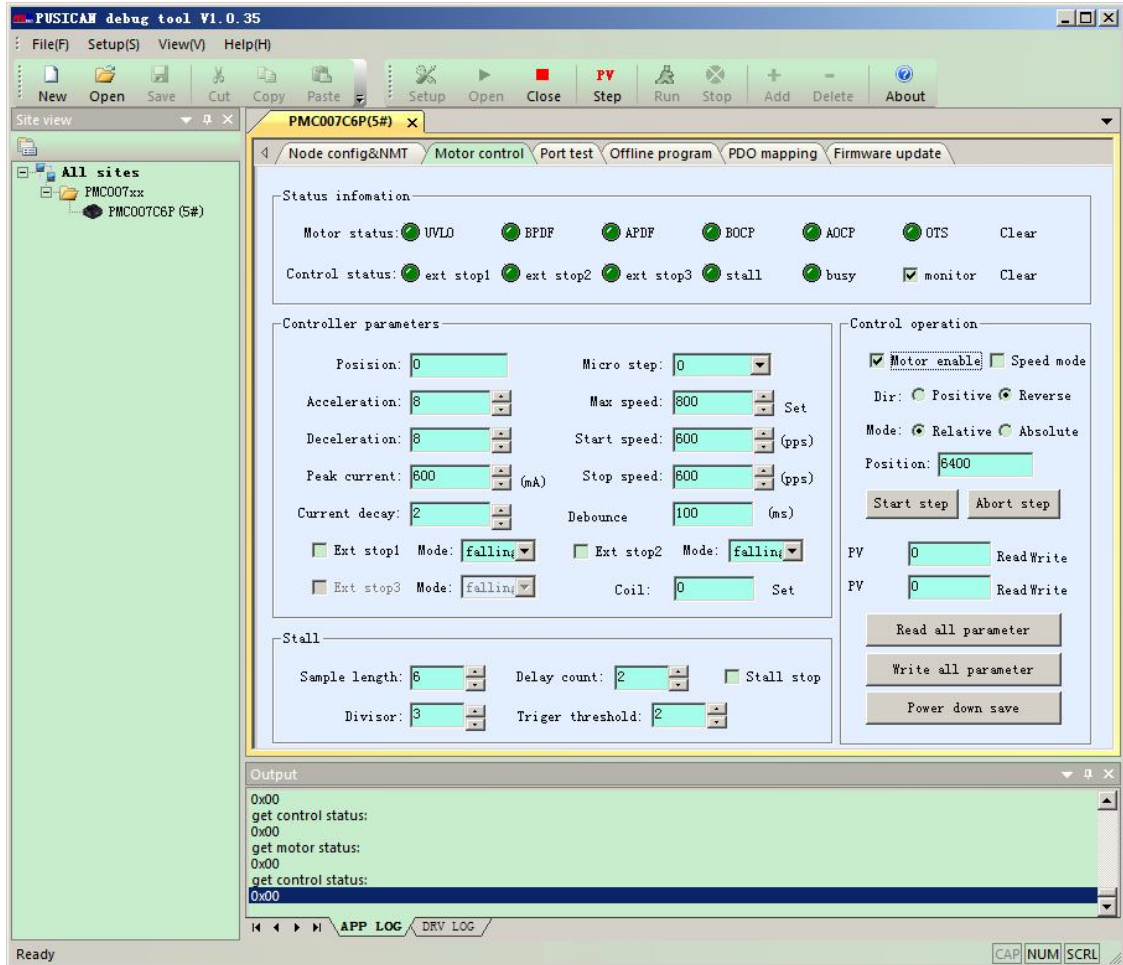 PUSICAN debug tool V1.0.35
File(F) Setup(S) View(V) Help(H)
New Open Save Cut Copy Paste Setup Open Close PV Step Run Stop Add Delete About
Site view
All sites
PMC007xx
PMC007C6P(5#)
PMC007C6P(5#)
Node config&NMT Motor control Port test Offline program PDO mapping Firmware update
Status infomation
Motor status: UVLO BPDF APDF BOCP AOCP OTS Clear
Control status: ext stop1 ext stop2 ext stop3 stall busy monitor Clear
Controller parameters
Posision: 0 Micro step: 0
Acceleration: 8 Max speed: 800 Set
Deceleration: 8 Start speed: 600 (pps)
Peak current: 600 (mA) Stop speed: 600 (pps)
Current decay: 2 Debounce 100 (ms)
Ext stop1 Mode: falling Ext stop2 Mode: falling
Ext stop3 Mode: falling Coil: 0 Set
Control operation
Motor enable Speed mode
Dir: Positive Reverse
Mode: Relative Absolute
Position: 6400
Start step Abort step
PV 0 Read Write
PV 0 Read Write
Read all parameter
Write all parameter
Power down save
Stall
Sample length: 6 Delay count: 2 Stall stop
Divisor: 3 Triger threshold: 2
Output
0x00
get control status:
0x00
get motor status:
0x00
get control status:
0x00
APP LOG DRV LOG
Ready CAP NUM SCRL